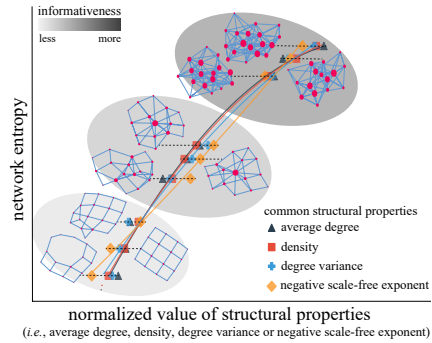 informativeness
less more
network entropy
common structural properties
average degree
density
degree variance
negative scale-free exponent
normalized value of structural properties
(i.e., average degree, density, degree variance or negative scale-free exponent)